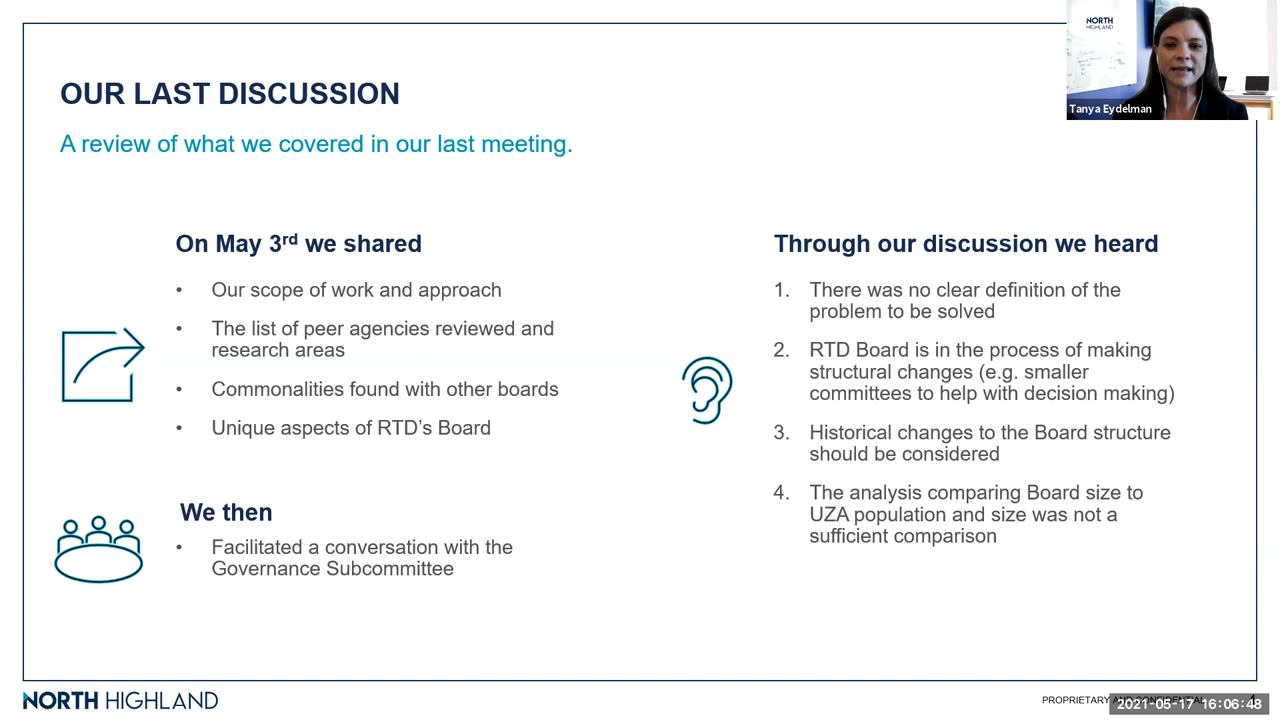 NORTH
HIGHLAND
Tanya Eydelman
OUR LAST DISCUSSION
A review of what we covered in our last meeting.
On May 3rd we shared
• Our scope of work and approach
• The list of peer agencies reviewed and
research areas
• Commonalities found with other boards
• Unique aspects of RTD’s Board
We then
• Facilitated a conversation with the
Governance Subcommittee
Through our discussion we heard
1. There was no clear definition of the
problem to be solved
2. RTD Board is in the process of making
structural changes (e.g. smaller
committees to help with decision making)
3. Historical changes to the Board structure
should be considered
4. The analysis comparing Board size to
UZA population and size was not a
sufficient comparison
NORTH HIGHLAND
PROPRIETARY AND CONFIDENTIAL 4
2021-05-17 16:06:48